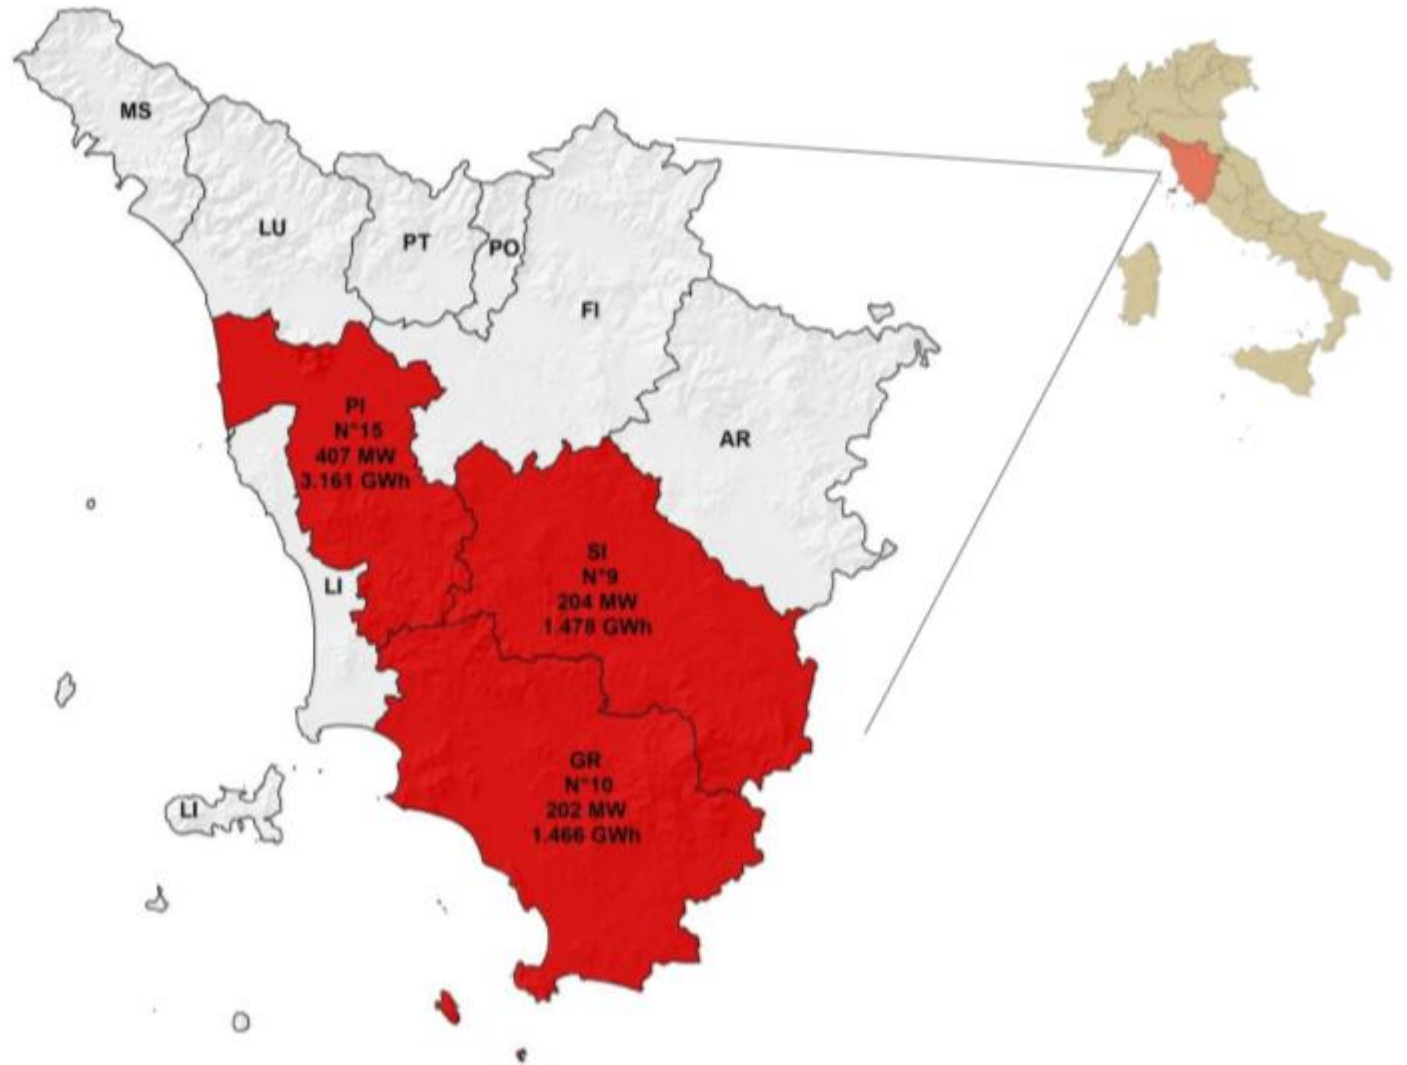 MS
LU
PT
PO
FI
AR
PI
N°15
407 MW
3.161 GWh
SI
N°9
204 MW
1.478 GWh
LI
GR
N°10
202 MW
1.466 GWh
LI